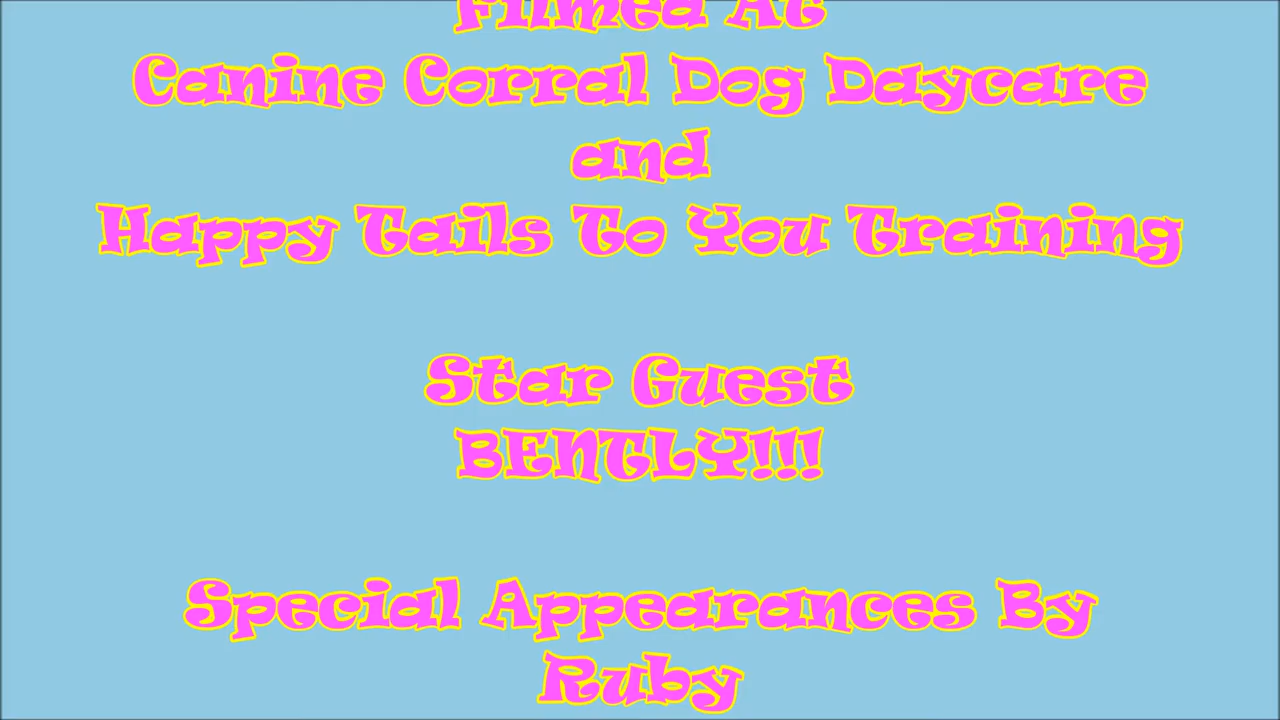 Filmed At
Canine Corral Dog Daycare
and
Happy Tails To You Training
Star Guest
BENTLY!!!
Special Appearances By
Ruby